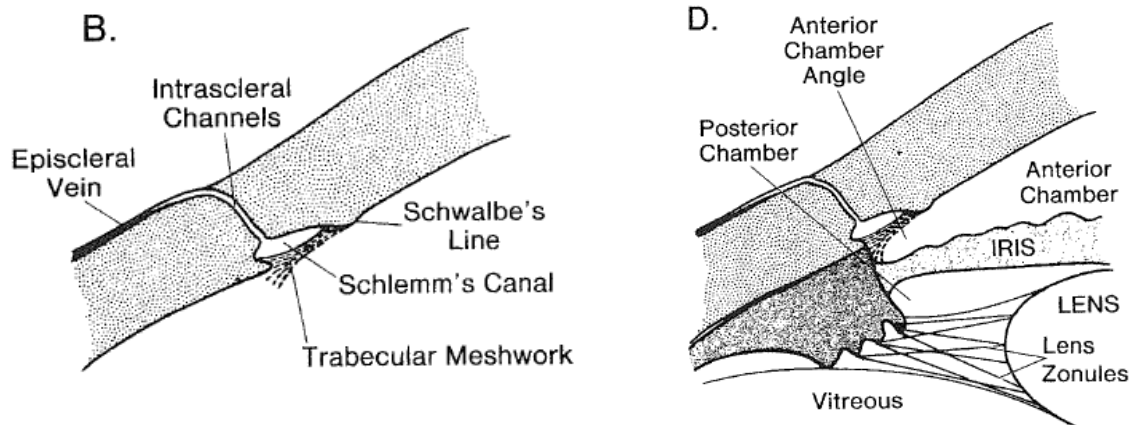 B.
Intrascleral
Channels
Episcleral
Vein
Schwalbe's
Line
Schlemm's Canal
Trabecular Meshwork
D.
Anterior
Chamber
Angle
Posterior
Chamber
Anterior
Chamber
IRIS
LENS
Lens
Zonules
Vitreous